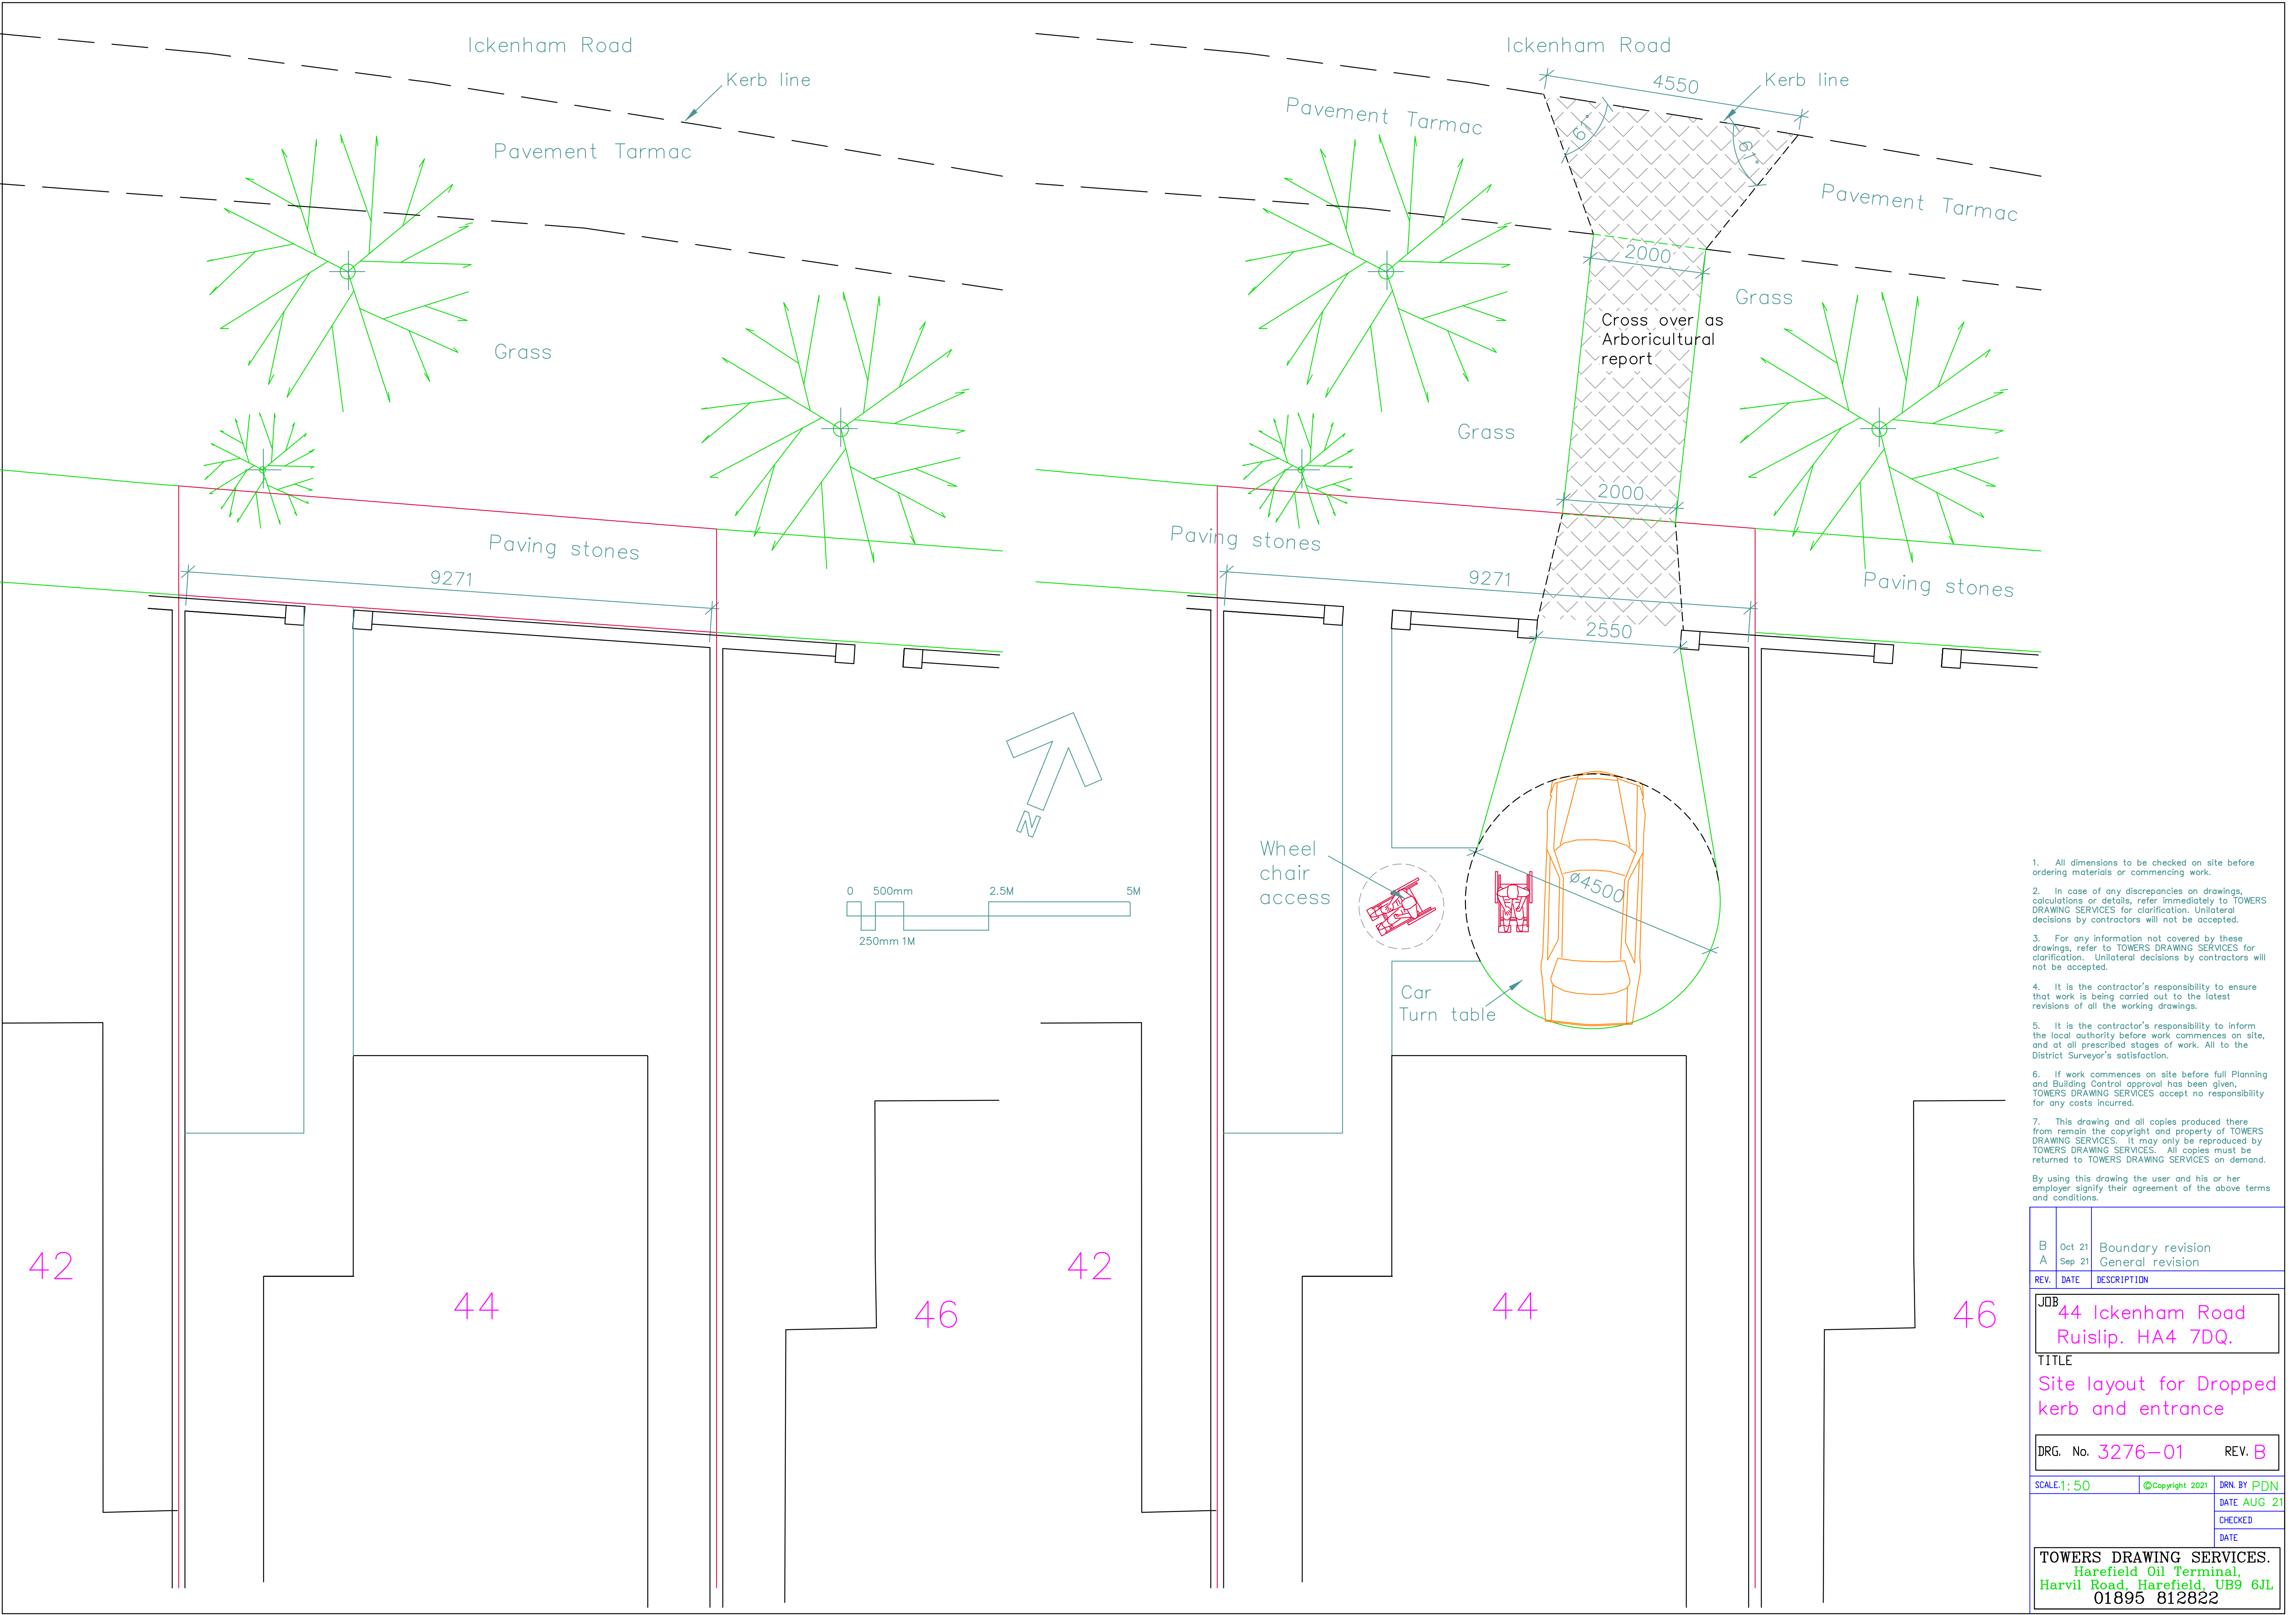 Ickenham Road
Kerb line
Pavement Tarmac
Grass
Paving stones
9271
42
44
46
N
0 500mm 2.5M 5M
250mm 1M
Ickenham Road
4550
Kerb line
Pavement Tarmac
61°
61°
Pavement Tarmac
2000
Grass
Cross over as
Arboricultural
report
Grass
2000
Paving stones
9271
Paving stones
2550
Wheel
chair
access
ø4500
Car
Turn table
42
44
46
1. All dimensions to be checked on site before
ordering materials or commencing work.
2. In case of any discrepancies on drawings,
calculations or details, refer immediately to TOWERS
DRAWING SERVICES for clarification. Unilateral
decisions by contractors will not be accepted.
3. For any information not covered by these
drawings, refer to TOWERS DRAWING SERVICES for
clarification. Unilateral decisions by contractors will
not be accepted.
4. It is the contractor's responsibility to ensure
that work is being carried out to the latest
revisions of all the working drawings.
5. It is the contractor's responsibility to inform
the local authority before work commences on site,
and at all prescribed stages of work. All to the
District Surveyor's satisfaction.
6. If work commences on site before full Planning
and Building Control approval has been given,
TOWERS DRAWING SERVICES accept no responsibility
for any costs incurred.
7. This drawing and all copies produced there
from remain the copyright and property of TOWERS
DRAWING SERVICES. It may only be reproduced by
TOWERS DRAWING SERVICES. All copies must be
returned to TOWERS DRAWING SERVICES on demand.
By using this drawing the user and his or her
employer signify their agreement of the above terms
and conditions.
B Oct 21 Boundary revision
A Sep 21 General revision
REV. DATE DESCRIPTION
JOB
44 Ickenham Road
Ruislip. HA4 7DQ.
TITLE
Site layout for Dropped
kerb and entrance
DRG. No. 3276-01 REV. B
SCALE. 1:50 ©Copyright 2021 DRN. BY PDN
DATE AUG 21
CHECKED
DATE
TOWERS DRAWING SERVICES.
Harefield Oil Terminal,
Harvil Road, Harefield, UB9 6JL
01895 812822